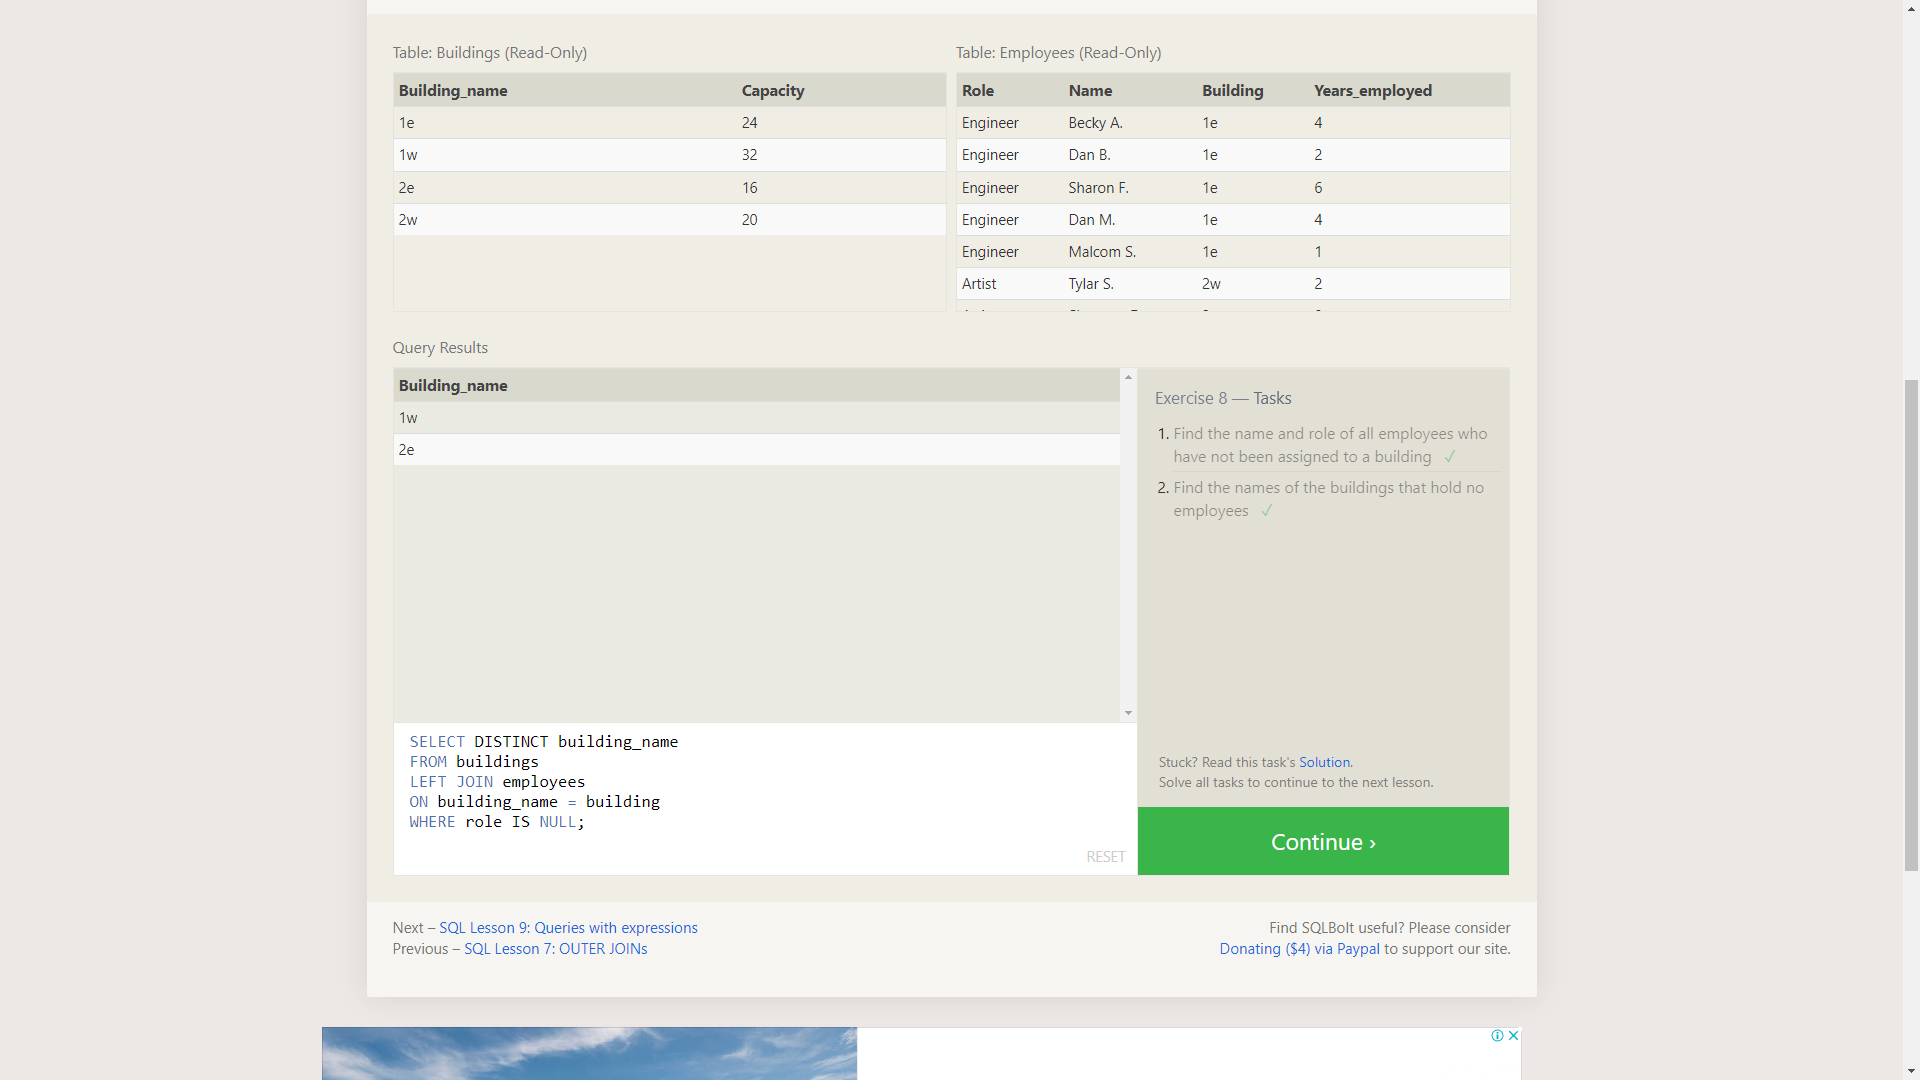 Table: Buildings (Read-Only)
Building_name Capacity
1e 24
1w 32
2e 16
2w 20
Table: Employees (Read-Only)
Role Name Building Years_employed
Engineer Becky A. 1e 4
Engineer Dan B. 1e 2
Engineer Sharon F. 1e 6
Engineer Dan M. 1e 4
Engineer Malcom S. 1e 1
Artist Tylar S. 2w 2
Query Results
Building_name
1w
2e
Exercise 8 — Tasks
1. Find the name and role of all employees who
have not been assigned to a building ✓
2. Find the names of the buildings that hold no
employees ✓
SELECT DISTINCT building_name
FROM buildings
LEFT JOIN employees
ON building_name = building
WHERE role IS NULL;
RESET
Stuck? Read this task's Solution.
Solve all tasks to continue to the next lesson.
Continue ›
Next – SQL Lesson 9: Queries with expressions
Previous – SQL Lesson 7: OUTER JOINs
Find SQLBolt useful? Please consider
Donating ($4) via Paypal to support our site.